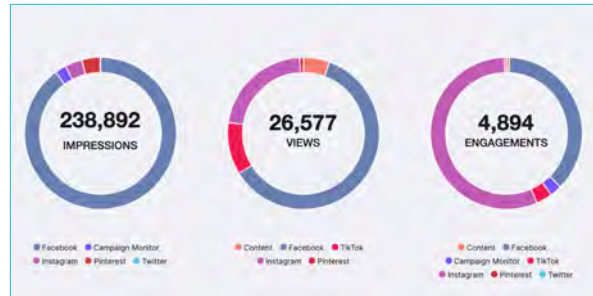 238,892
IMPRESSIONS
Facebook Campaign Monitor
Instagram Pinterest Twitter
26,577
VIEWS
Content Facebook TikTok
Instagram Pinterest
4,894
ENGAGEMENTS
Content Facebook
Campaign Monitor TikTok
Instagram Pinterest Twitter